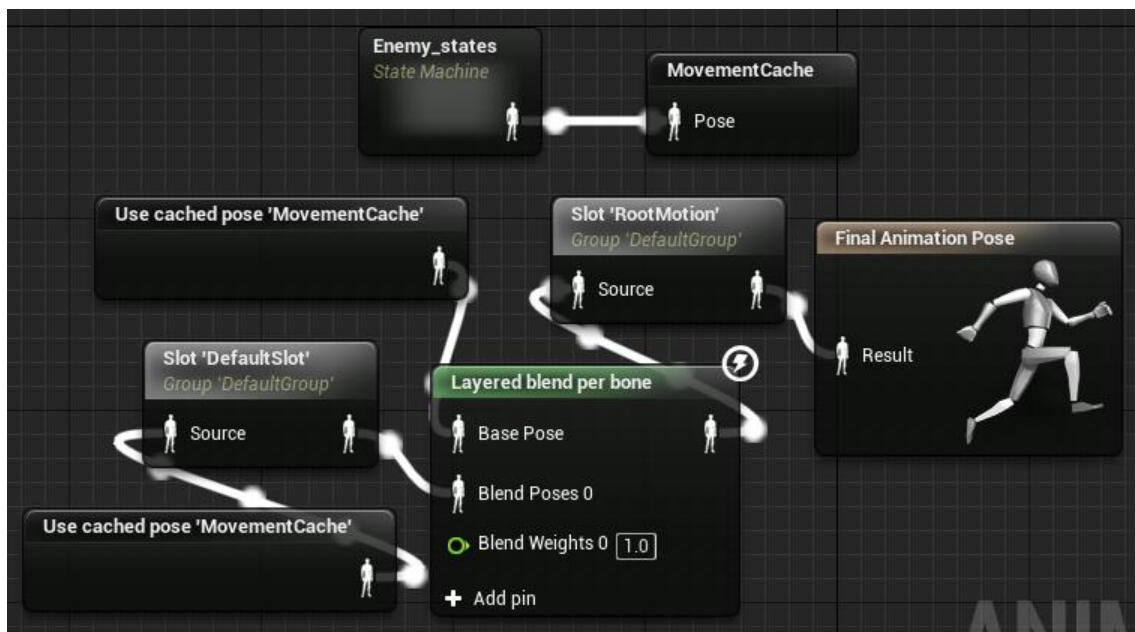 Enemy_states
State Machine
MovementCache
Pose
Use cached pose 'MovementCache'
Slot 'RootMotion'
Group 'DefaultGroup'
Source
Final Animation Pose
Result
Slot 'DefaultSlot'
Group 'DefaultGroup'
Source
Layered blend per bone
Base Pose
Blend Poses 0
Blend Weights 0 1.0
Add pin
Use cached pose 'MovementCache'